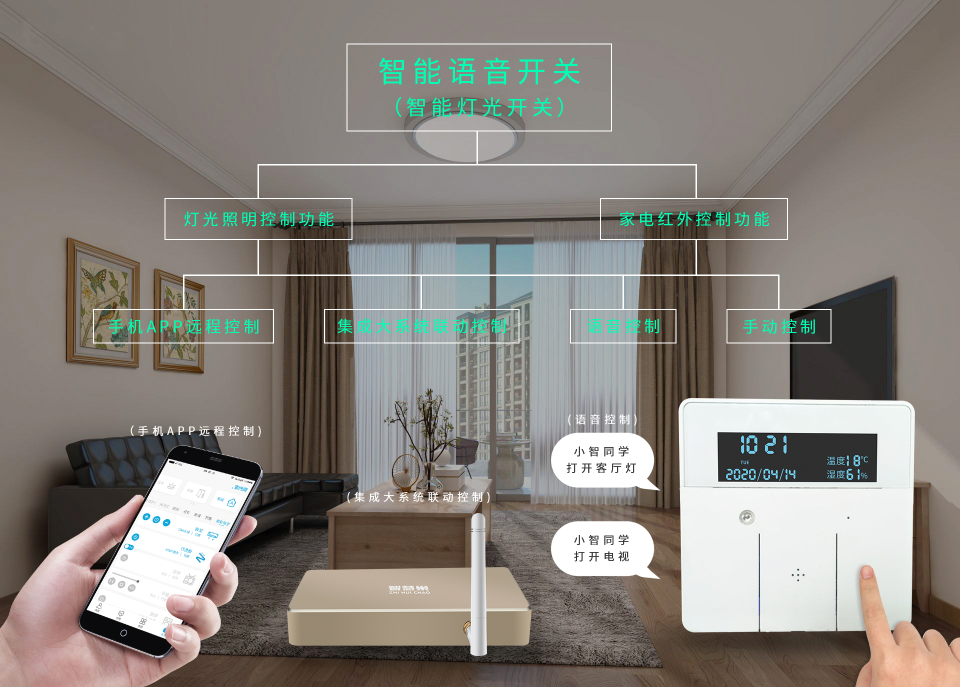 智能语音开关
（智能灯光开关）
灯光照明控制功能
家电红外控制功能
手机APP远程控制
集成大系统联动控制
语音控制
手动控制
(手机APP远程控制)
(集成大系统联动控制)
(语音控制)
小智同学
打开客厅灯
小智同学
打开电视
10 21
TUE
2020/04/14
温度18℃
湿度61%
ZHI HUI CHAO